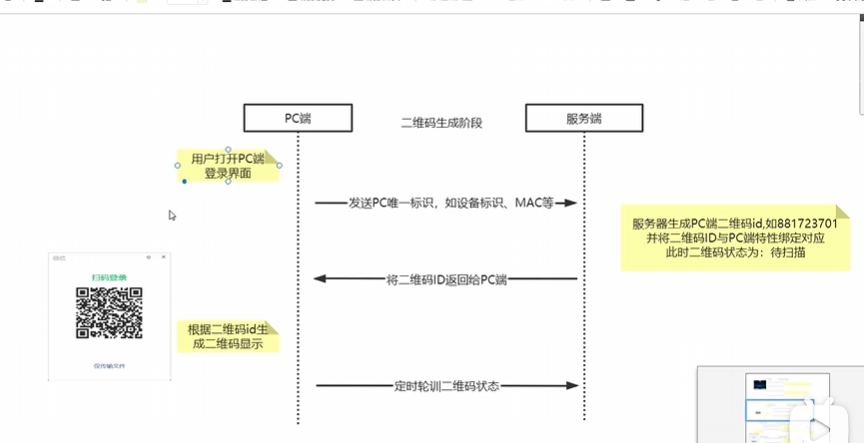 PC端
二维码生成阶段
服务端
用户打开PC端
登录界面
发送PC唯一标识，如设备标识、MAC等
服务器生成PC端二维码id,如881723701
并将二维码ID与PC端特性绑定对应
此时二维码状态为：待扫描
将二维码ID返回给PC端
扫码登录
根据二维码id生
成二维码显示
仅传输文件
定时轮训二维码状态